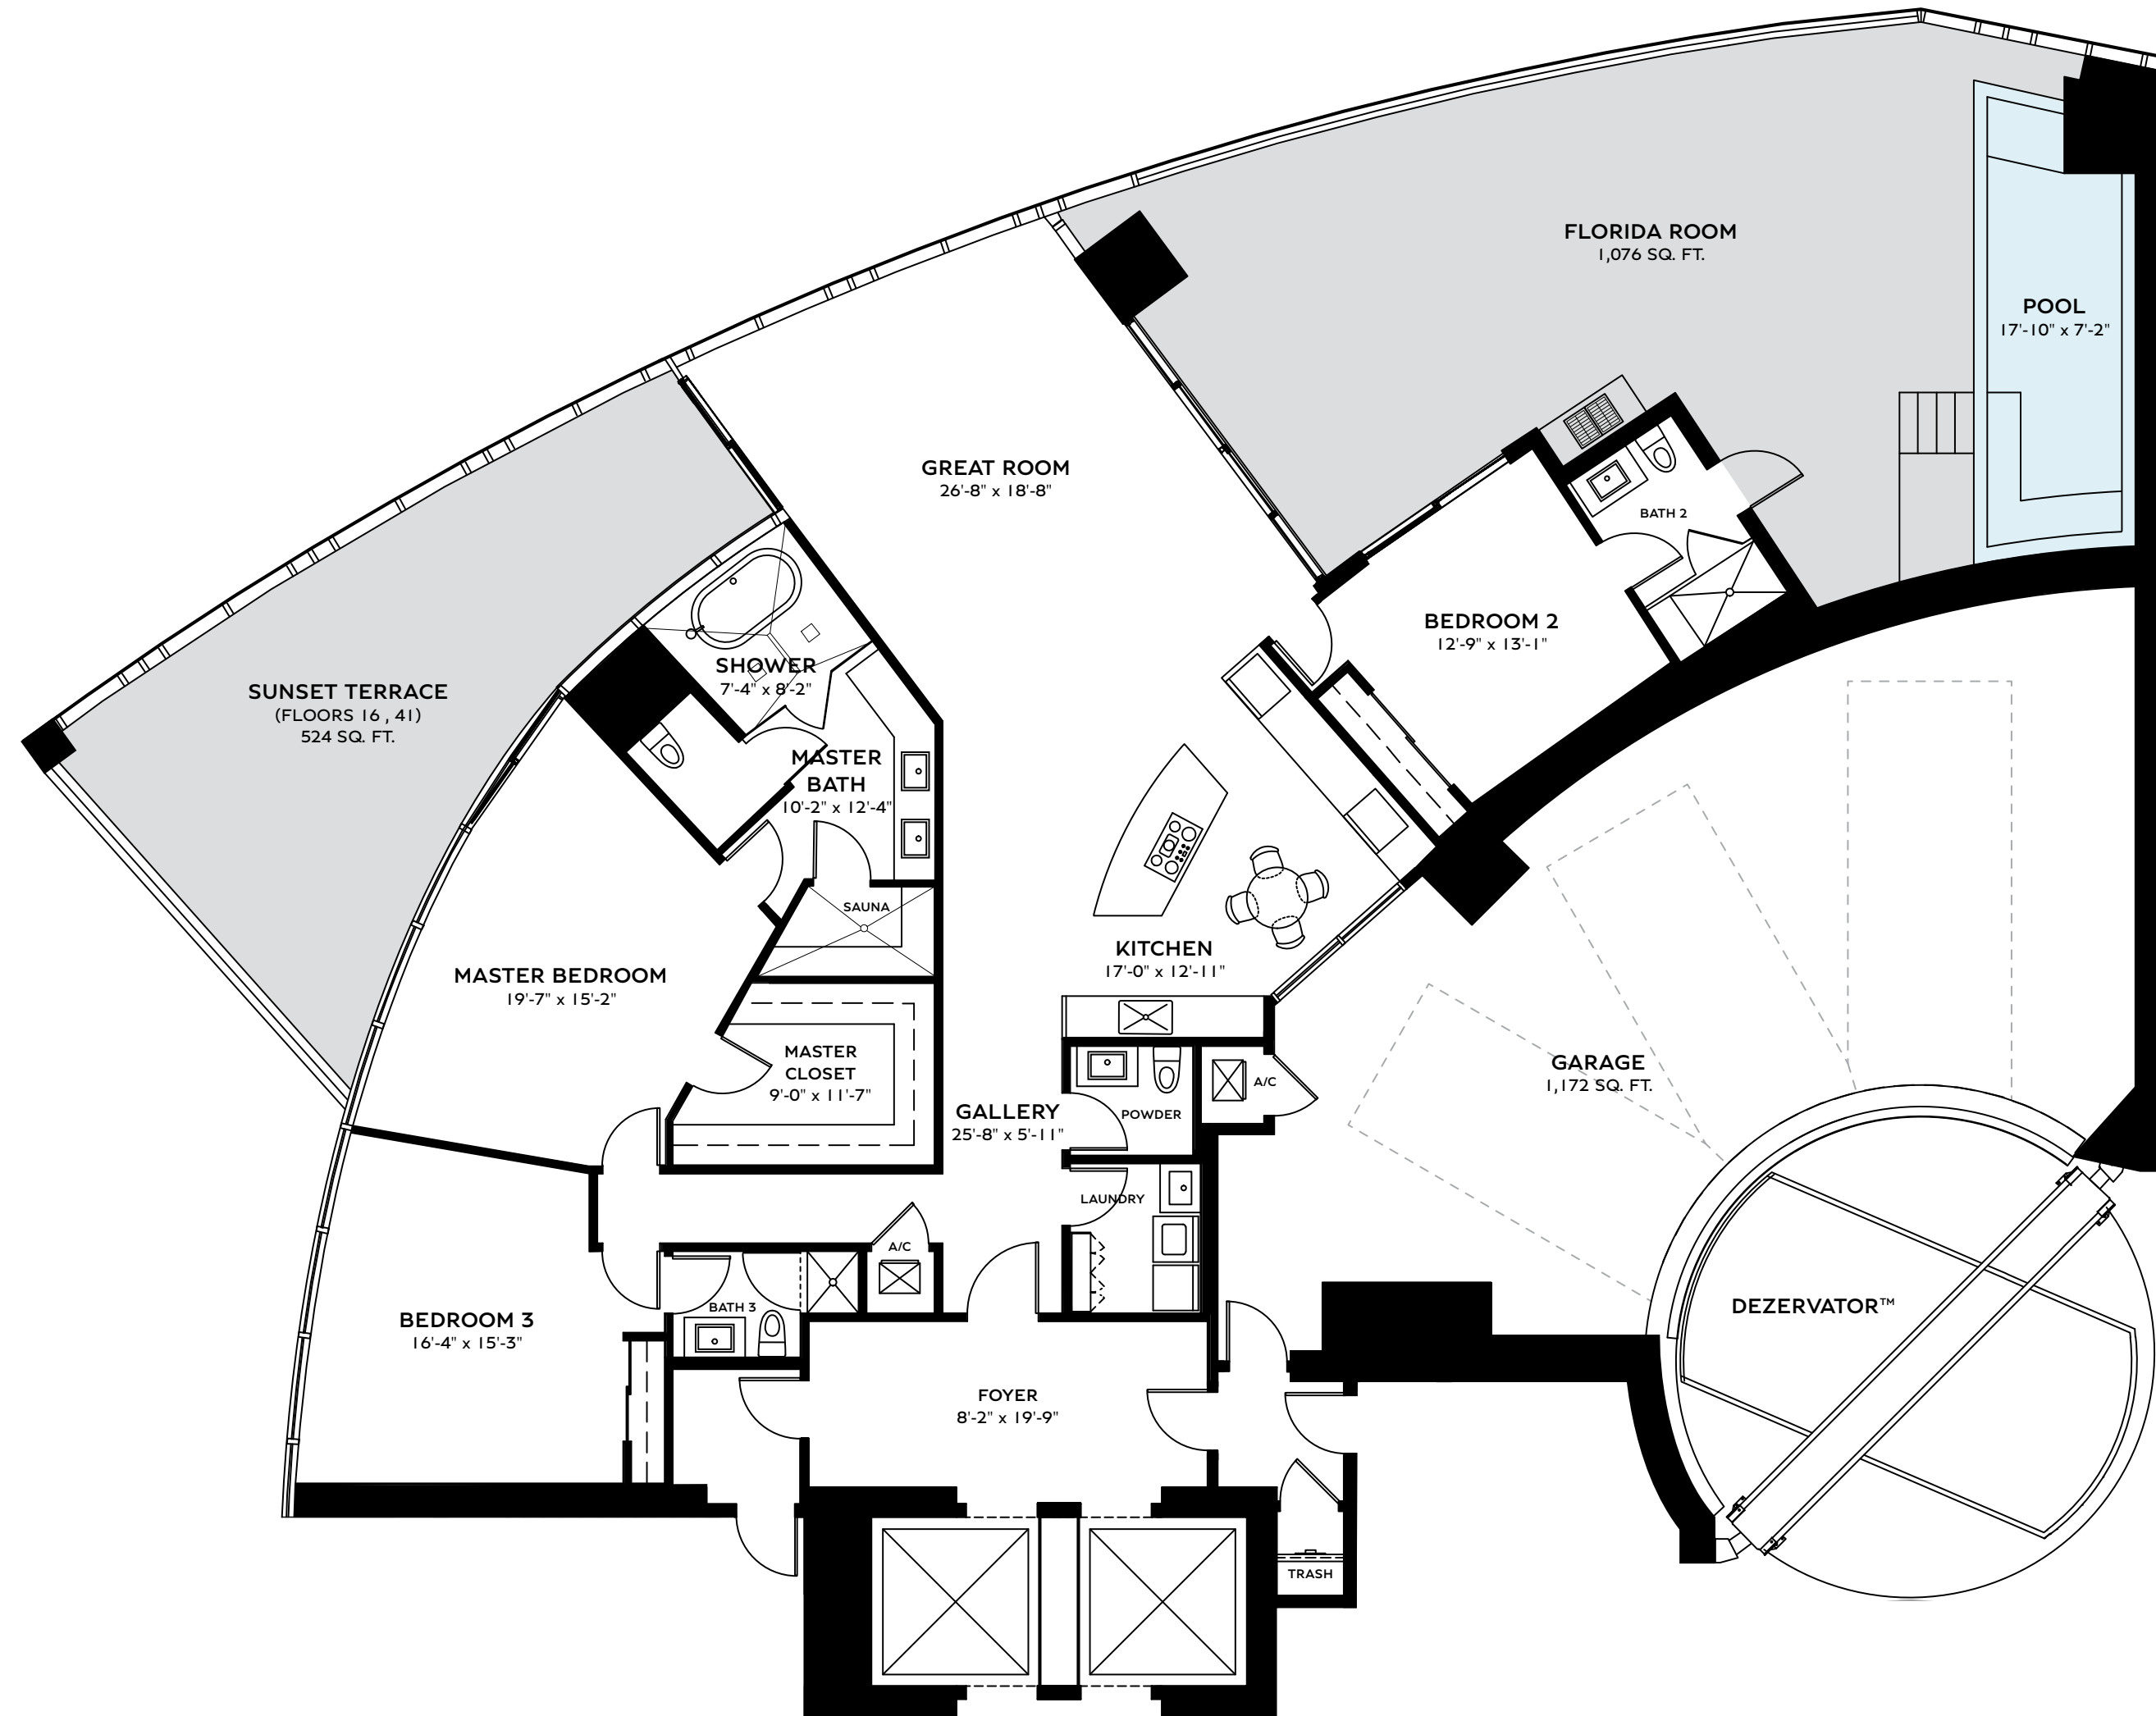 FLORIDA ROOM
1,076 SQ. FT.
POOL
17'-10" x 7'-2"
GREAT ROOM
26'-8" x 18'-8"
BATH 2
BEDROOM 2
12'-9" x 13'-1"
SHOWER
7'-4" x 8'-2"
SUNSET TERRACE
(FLOORS 16 , 41)
524 SQ. FT.
MASTER
BATH
10'-2" x 12'-4"
SAUNA
KITCHEN
17'-0" x 12'-11"
MASTER BEDROOM
19'-7" x 15'-2"
MASTER
CLOSET
9'-0" x 11'-7"
GALLERY
25'-8" x 5'-11"
POWDER
A/C
GARAGE
1,172 SQ. FT.
LAUNDRY
A/C
BATH 3
BEDROOM 3
16'-4" x 15'-3"
DEZERVATOR™
FOYER
8'-2" x 19'-9"
TRASH